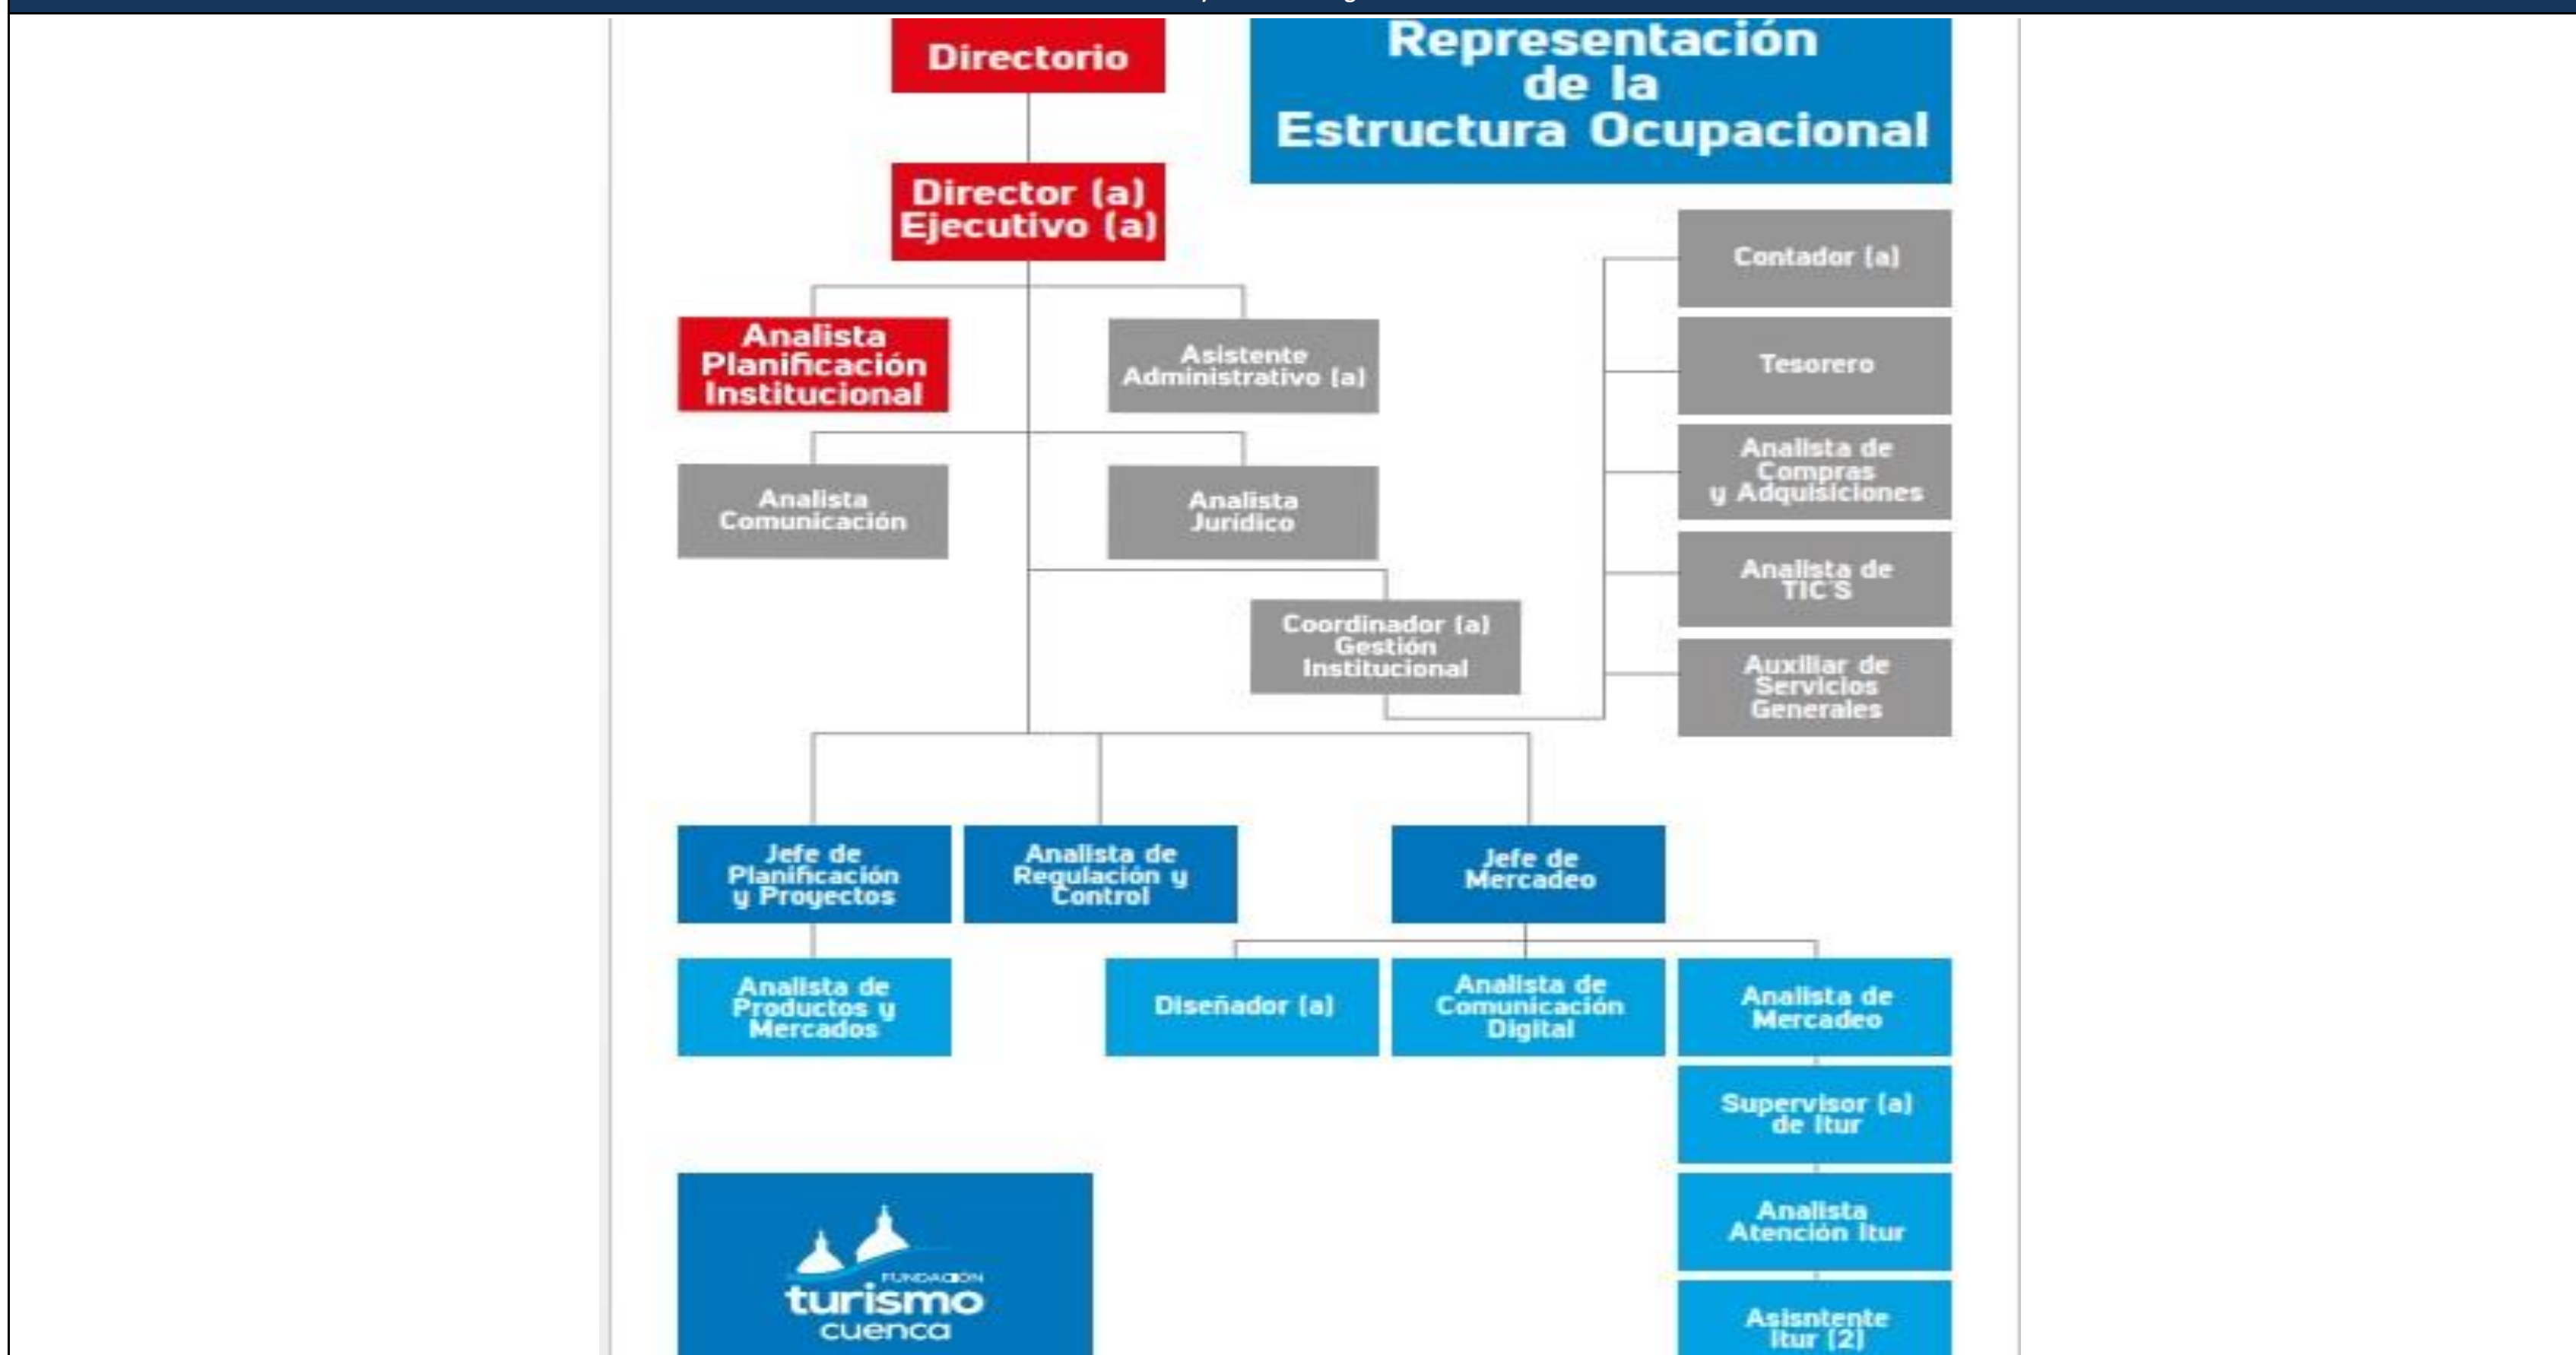 Directorio
Representación
de la
Estructura Ocupacional
Director (a)
Ejecutivo (a)
Contador (a)
Analista
Planificación
Institucional
Asistente
Administrativo (a)
Tesorero
Analista de
Compras
y Adquisiciones
Analista
Comunicación
Analista
Jurídico
Analista de
TIC'S
Coordinador (a)
Gestión
Institucional
Auxiliar de
Servicios
Generales
Jefe de
Planificación
y Proyectos
Analista de
Regulación y
Control
Jefe de
Mercadeo
Analista de
Productos y
Mercados
Diseñador (a)
Analista de
Comunicación
Digital
Analista de
Mercadeo
Supervisor (a)
de Itur
Analista
Atención Itur
Asisntente
Itur (2)
FUNDACIÓN
turismo
cuenca